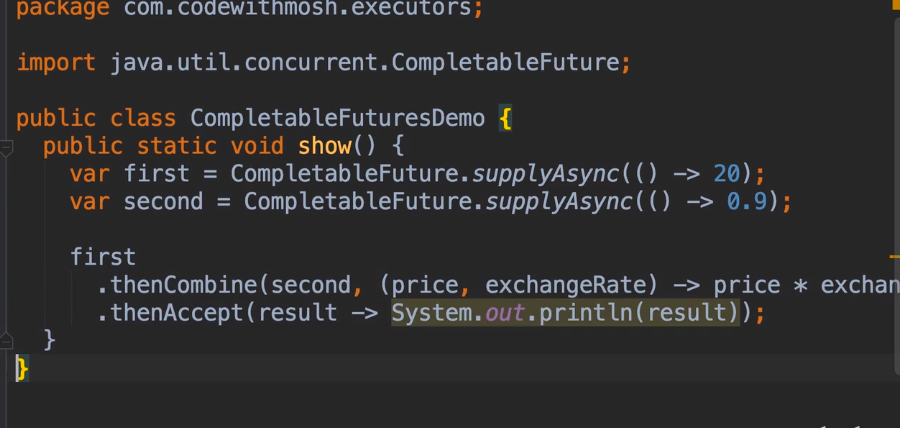 package com.codewithmosh.executors;
import java.util.concurrent.CompletableFuture;
public class CompletableFuturesDemo {
public static void show() {
var first = CompletableFuture.supplyAsync(() -> 20);
var second = CompletableFuture.supplyAsync(() -> 0.9);
first
.thenCombine(second, (price, exchangeRate) -> price * exchan
.thenAccept(result -> System.out.println(result));
}
}